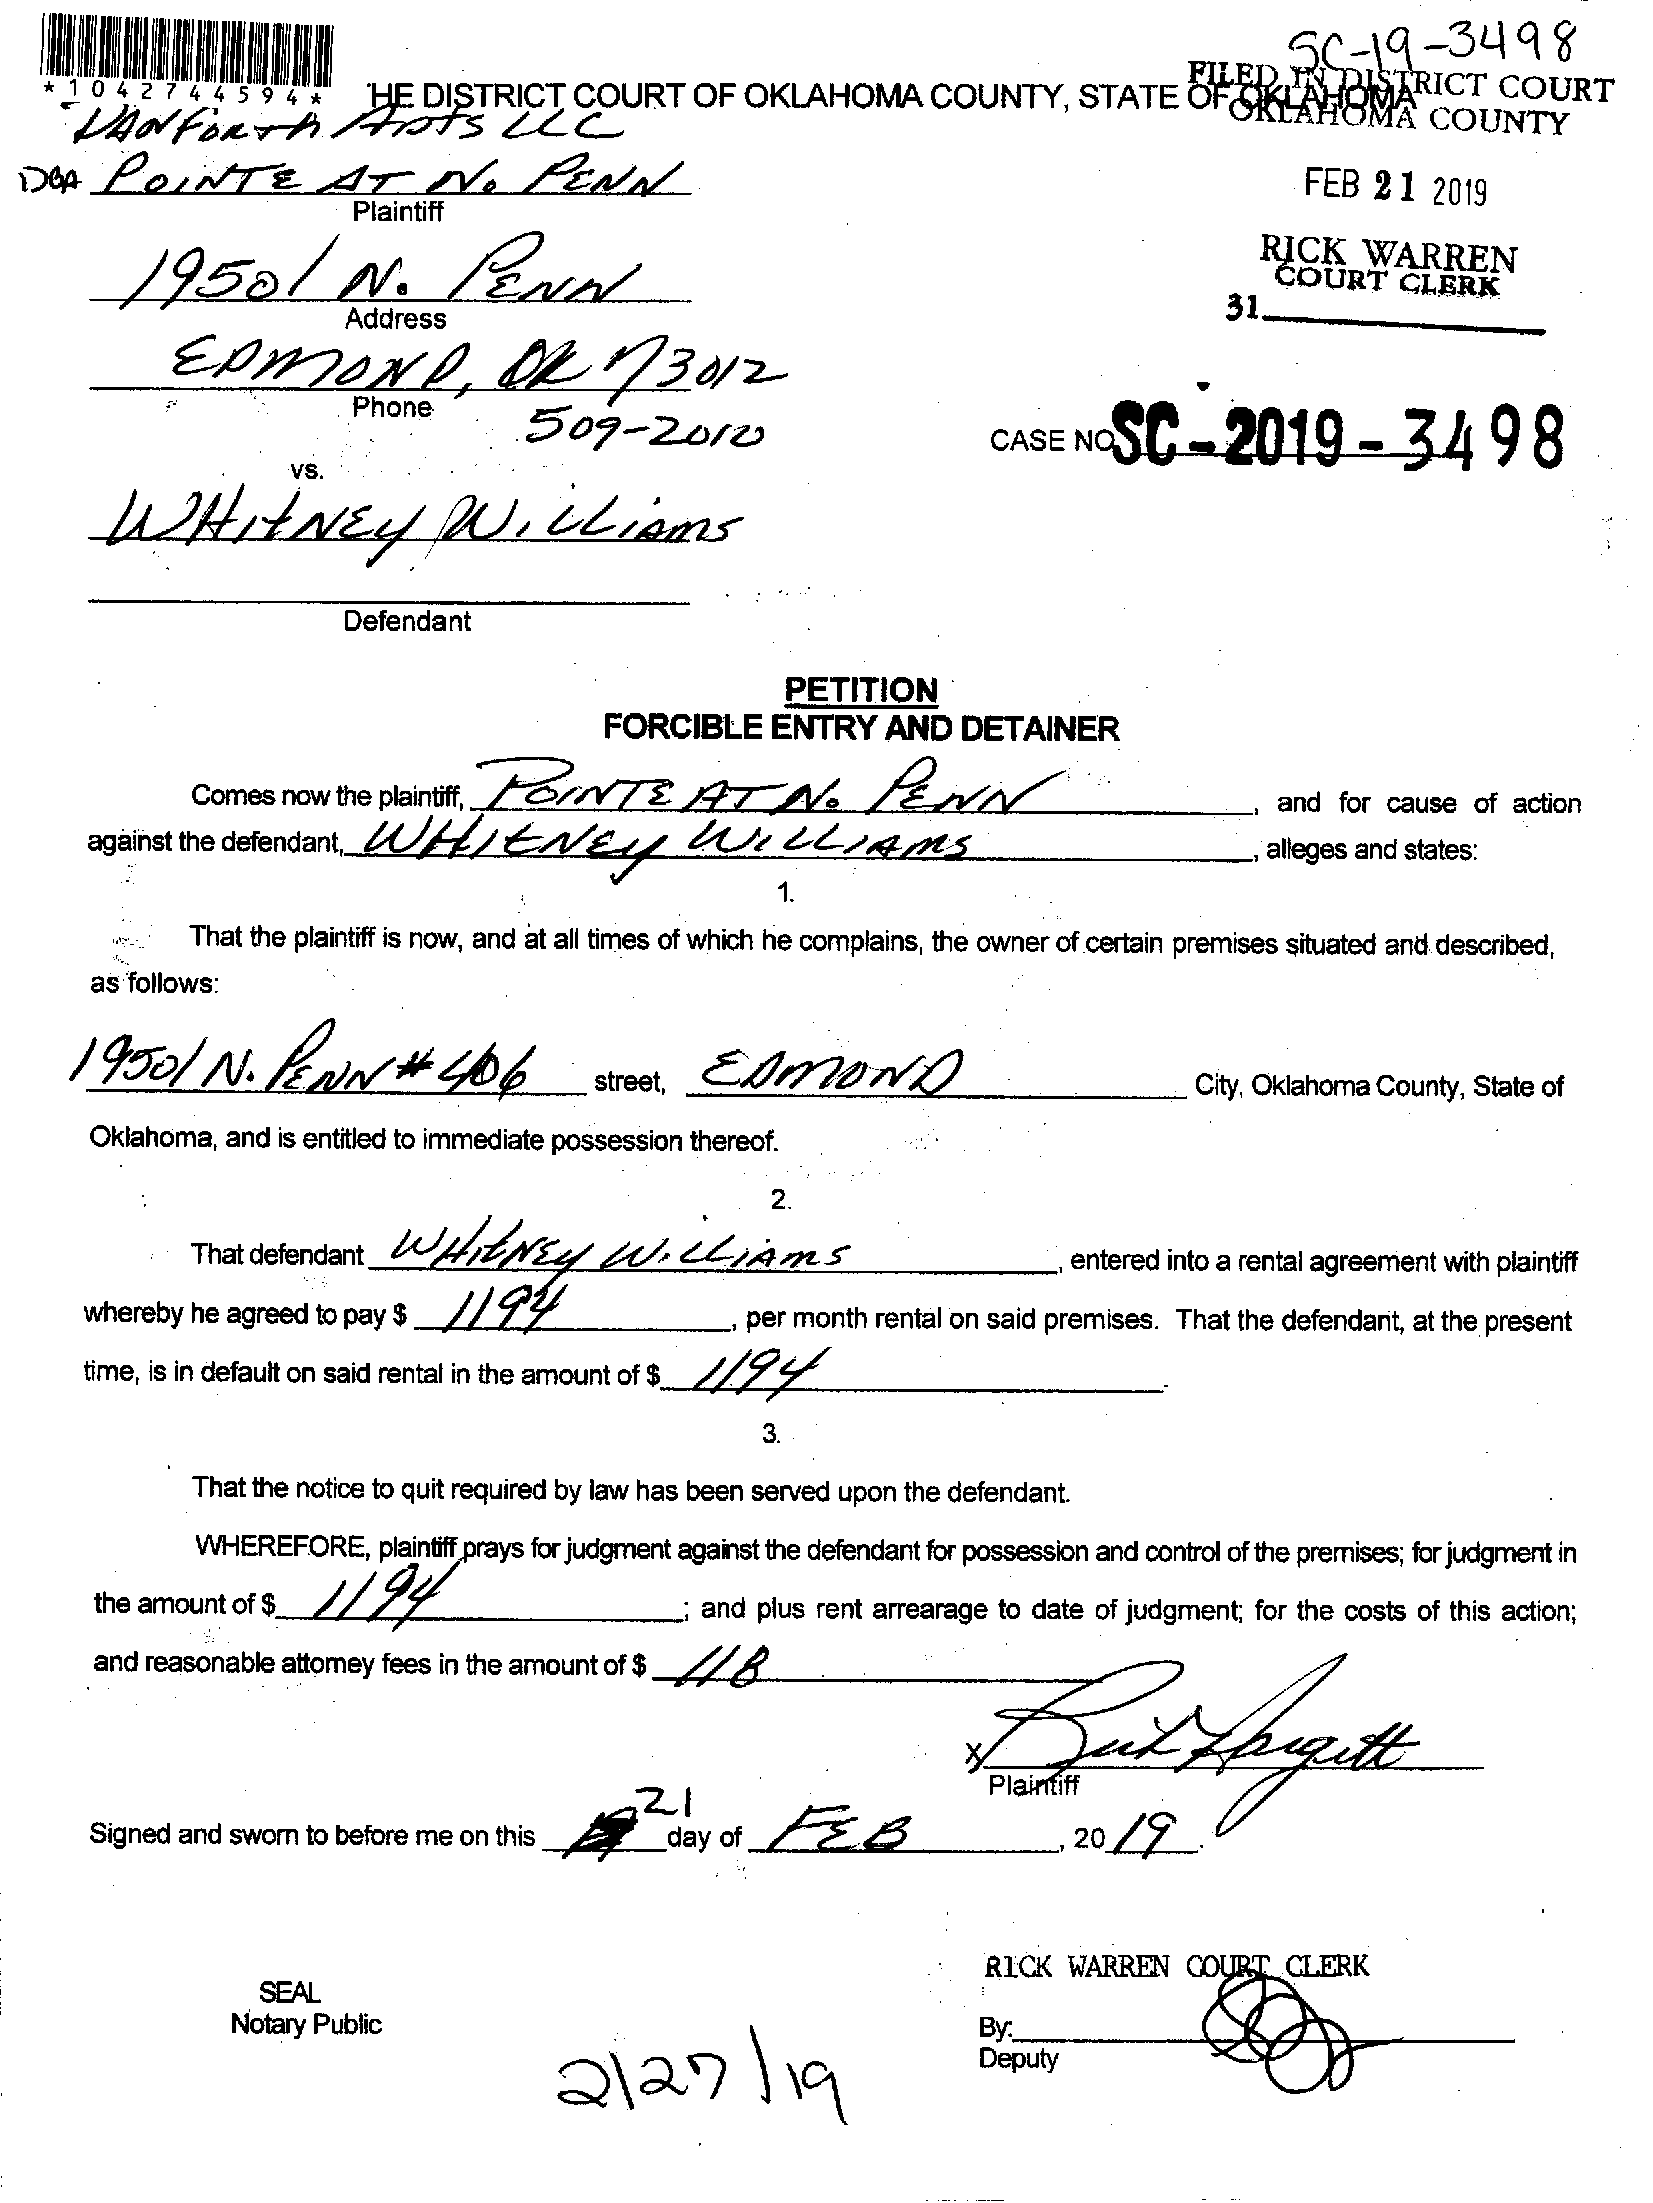 SC-19-3498
*1042744594*
HE DISTRICT COURT OF OKLAHOMA COUNTY, STATE OF OKLAHOMA
FILED IN DISTRICT COURT
OKLAHOMA COUNTY
DANFORTH APTS LLC
DBA POINTE AT No PENN
Plaintiff
FEB 21 2019
19501 N. PENN
Address
RICK WARREN
COURT CLERK
31
EDMOND, OK 73012
Phone
509-2010
CASE NO SC-2019-3498
vs.
WHITNEY WILLIAMS
Defendant
PETITION
FORCIBLE ENTRY AND DETAINER
Comes now the plaintiff, POINTE AT No PENN, and for cause of action
against the defendant, WHITNEY WILLIAMS, alleges and states:
1.
That the plaintiff is now, and at all times of which he complains, the owner of certain premises situated and described,
as follows:
19501 N. PENN # 406 street, EDMOND City, Oklahoma County, State of
Oklahoma, and is entitled to immediate possession thereof.
2.
That defendant WHITNEY WILLIAMS, entered into a rental agreement with plaintiff
whereby he agreed to pay $ 1194, per month rental on said premises. That the defendant, at the present
time, is in default on said rental in the amount of $ 1194.
3.
That the notice to quit required by law has been served upon the defendant.
WHEREFORE, plaintiff prays for judgment against the defendant for possession and control of the premises; for judgment in
the amount of $ 1194; and plus rent arrearage to date of judgment; for the costs of this action;
and reasonable attorney fees in the amount of $
X
Plaintiff
Signed and sworn to before me on this 21 day of FEB, 2019.
RICK WARREN COURT CLERK
SEAL
Notary Public
By:
Deputy
2/27/19